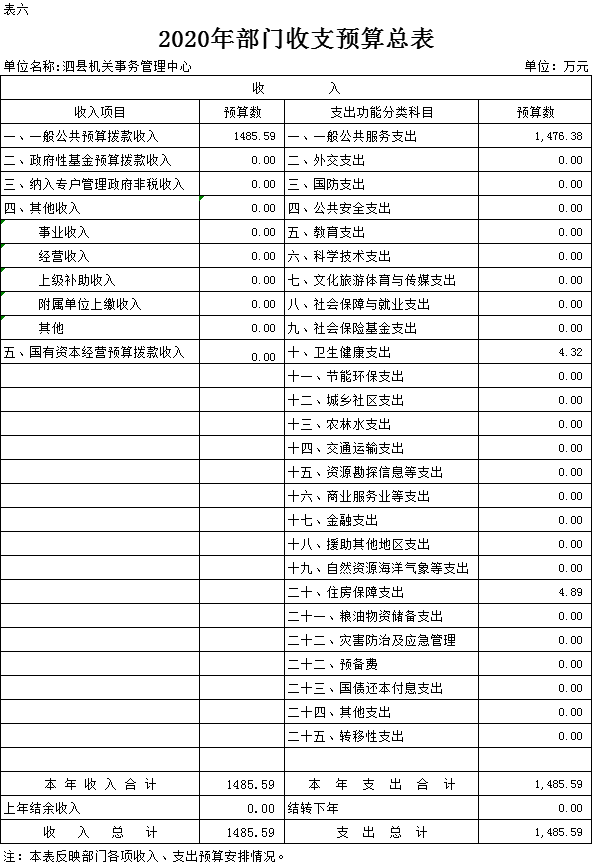 表六
2020年部门收支预算总表
单位名称:泗县机关事务管理中心 单位：万元
收 入
收入项目 预算数 支出功能分类科目 预算数
一、一般公共预算拨款收入 1485.59 一、一般公共服务支出 1,476.38
二、政府性基金预算拨款收入 0.00 二、外交支出 0.00
三、纳入专户管理政府非税收入 0.00 三、国防支出 0.00
四、其他收入 0.00 四、公共安全支出 0.00
事业收入 0.00 五、教育支出 0.00
经营收入 0.00 六、科学技术支出 0.00
上级补助收入 0.00 七、文化旅游体育与传媒支出 0.00
附属单位上缴收入 0.00 八、社会保障与就业支出 0.00
其他 0.00 九、社会保险基金支出 0.00
五、国有资本经营预算拨款收入 0.00 十、卫生健康支出 4.32
十一、节能环保支出 0.00
十二、城乡社区支出 0.00
十三、农林水支出 0.00
十四、交通运输支出 0.00
十五、资源勘探信息等支出 0.00
十六、商业服务业等支出 0.00
十七、金融支出 0.00
十八、援助其他地区支出 0.00
十九、自然资源海洋气象等支出 0.00
二十、住房保障支出 4.89
二十一、粮油物资储备支出 0.00
二十二、灾害防治及应急管理 0.00
二十二、预备费 0.00
二十三、国债还本付息支出 0.00
二十四、其他支出 0.00
二十五、转移性支出 0.00
本年收入合计 1485.59 本年支出合计 1,485.59
上年结余收入 0.00 结转下年 0.00
收入总计 1485.59 支出总计 1,485.59
注：本表反映部门各项收入、支出预算安排情况。